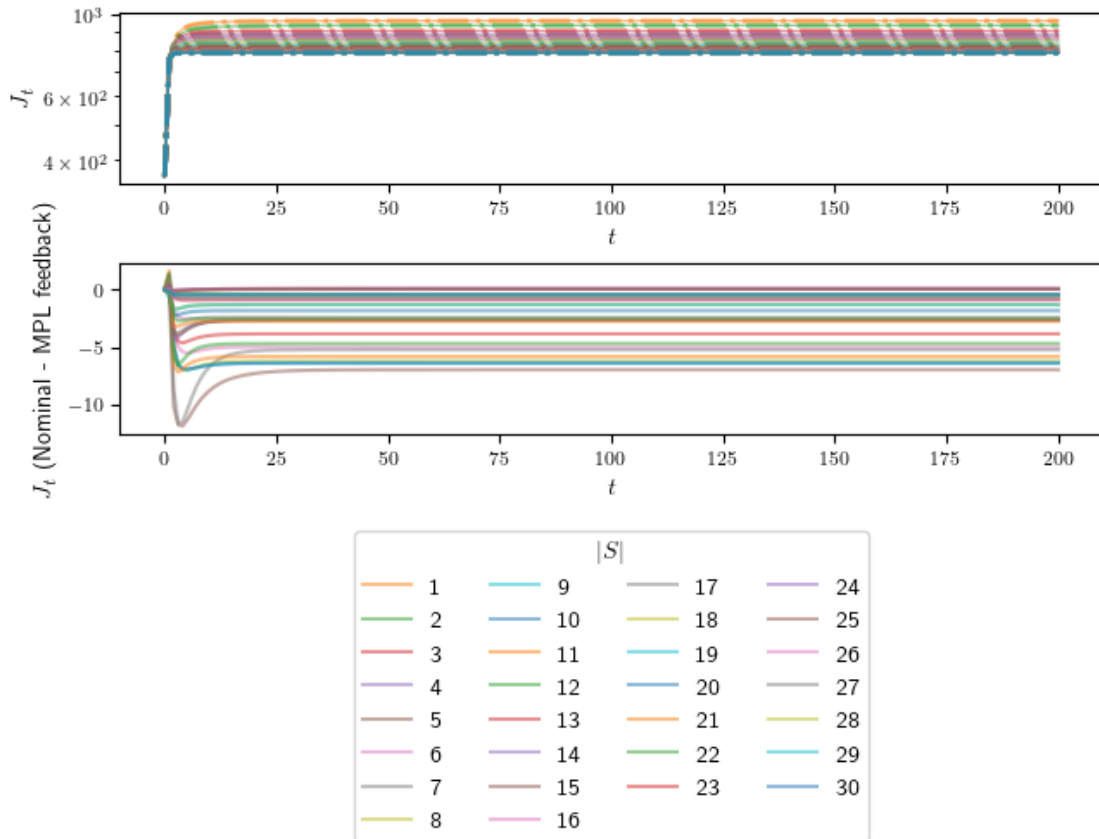 10³
6 × 10²
4 × 10²
J_t
0 25 50 75 100 125 150 175 200
t
0
−5
−10
J_t (Nominal - MPL feedback)
0 25 50 75 100 125 150 175 200
t
|S|
1 9 17 24
2 10 18 25
3 11 19 26
4 12 20 27
5 13 21 28
6 14 22 29
7 15 23 30
8 16